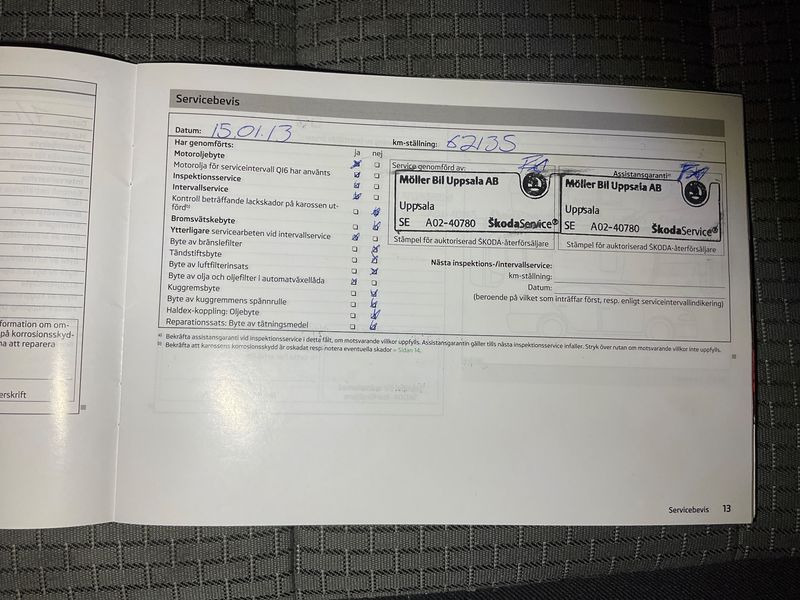 Servicebevis
Datum: 15.01.13
km-ställning: 62135
Har genomförts: ja nej
Motoroljebyte
Motorolja för serviceintervall QI6 har använts
Inspektionsservice
Intervallservice
Kontroll beträffande lackskador på karossen ut-
förd b)
Bromsvätskebyte
Ytterligare servicearbeten vid intervallservice
Byte av bränslefilter
Tändstiftsbyte
Byte av luftfilterinsats
Byte av olja och oljefilter i automatväxellåda
Kuggremsbyte
Byte av kuggremmens spännrulle
Haldex-koppling: Oljebyte
Reparationssats: Byte av tätningsmedel
Service genomförd av:
Möller Bil Uppsala AB
Uppsala
SE A02-40780 ŠkodaService®
Stämpel för auktoriserad ŠKODA-återförsäljare
Assistansgaranti a)
Möller Bil Uppsala AB
Uppsala
SE A02-40780 ŠkodaService®
Stämpel för auktoriserad ŠKODA-återförsäljare
Nästa inspektions-/intervallservice:
km-ställning:
Datum:
(beroende på vilket som inträffar först, resp. enligt serviceintervallindikering)
a) Bekräfta assistansgaranti vid inspektionsservice i detta fält, om motsvarande villkor uppfylls. Assistansgarantin gäller tills nästa inspektionsservice infaller. Stryk över rutan om motsvarande villkor inte uppfylls.
b) Bekräfta att karossens korrosionsskydd är oskadat resp. notera eventuella skador » Sidan 14.
formation om om-
på korrosionsskyd-
na att reparera
erskrift
Servicebevis 13